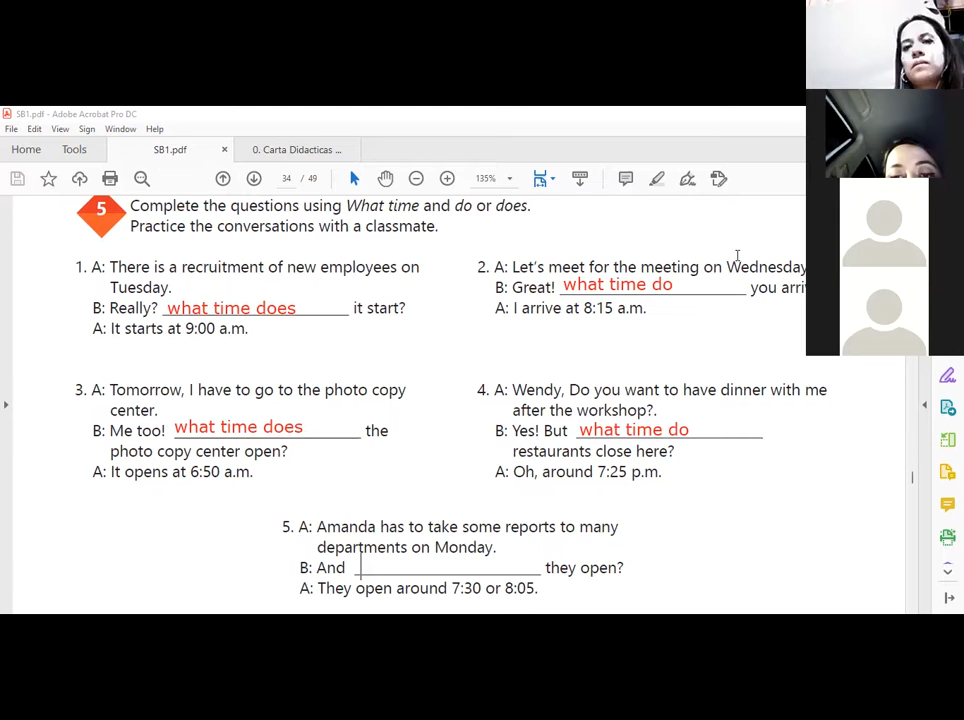 SB1.pdf - Adobe Acrobat Pro DC
File Edit View Sign Window Help
Home Tools SB1.pdf × 0. Carta Didacticas ...
34 / 49 135%
5 Complete the questions using What time and do or does.
Practice the conversations with a classmate.
1. A: There is a recruitment of new employees on
Tuesday.
B: Really? what time does it start?
A: It starts at 9:00 a.m.
2. A: Let's meet for the meeting on Wednesday
B: Great! what time do you arri
A: I arrive at 8:15 a.m.
3. A: Tomorrow, I have to go to the photo copy
center.
B: Me too! what time does the
photo copy center open?
A: It opens at 6:50 a.m.
4. A: Wendy, Do you want to have dinner with me
after the workshop?.
B: Yes! But what time do
restaurants close here?
A: Oh, around 7:25 p.m.
5. A: Amanda has to take some reports to many
departments on Monday.
B: And they open?
A: They open around 7:30 or 8:05.